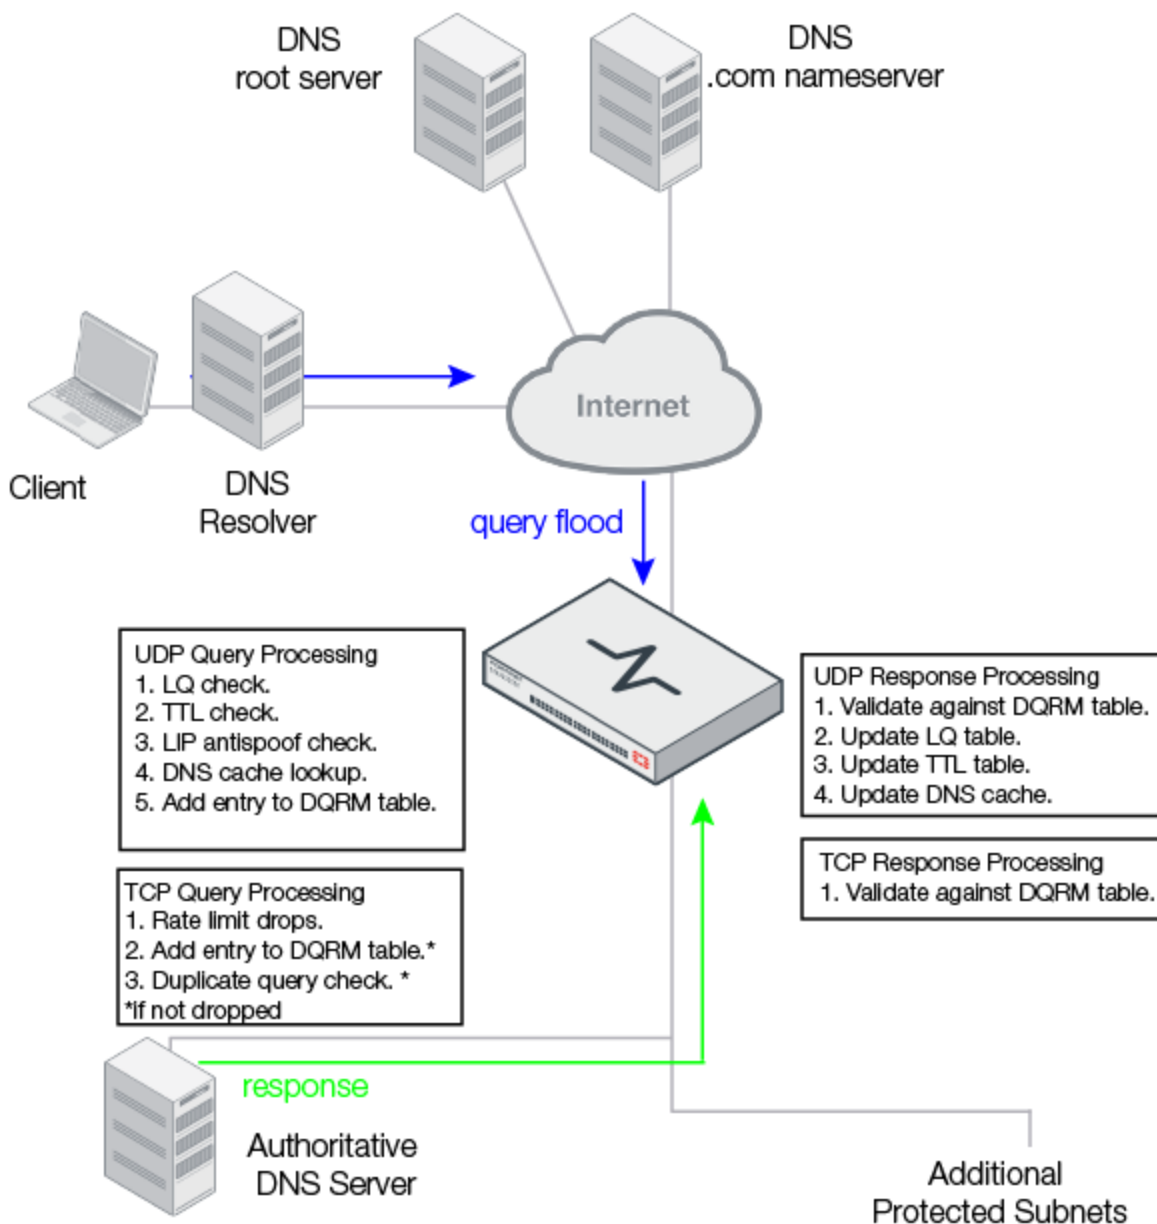 DNS
root server
DNS
.com nameserver
Internet
Client
DNS
Resolver
query flood
UDP Query Processing
1. LQ check.
2. TTL check.
3. LIP antispoof check.
4. DNS cache lookup.
5. Add entry to DQRM table.
UDP Response Processing
1. Validate against DQRM table.
2. Update LQ table.
3. Update TTL table.
4. Update DNS cache.
TCP Response Processing
1. Validate against DQRM table.
TCP Query Processing
1. Rate limit drops.
2. Add entry to DQRM table.*
3. Duplicate query check. *
*if not dropped
response
Authoritative
DNS Server
Additional
Protected Subnets